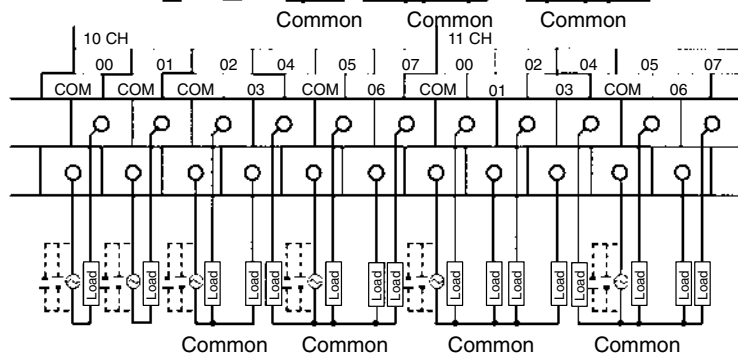 Common Common Common
10 CH 11 CH
00 01 02 04 05 07 00 02 04 05 07
COM COM COM 03 COM 06 COM 01 03 COM 06
Load Load Load Load Load Load Load Load Load Load Load Load Load Load Load Load
Common Common Common Common